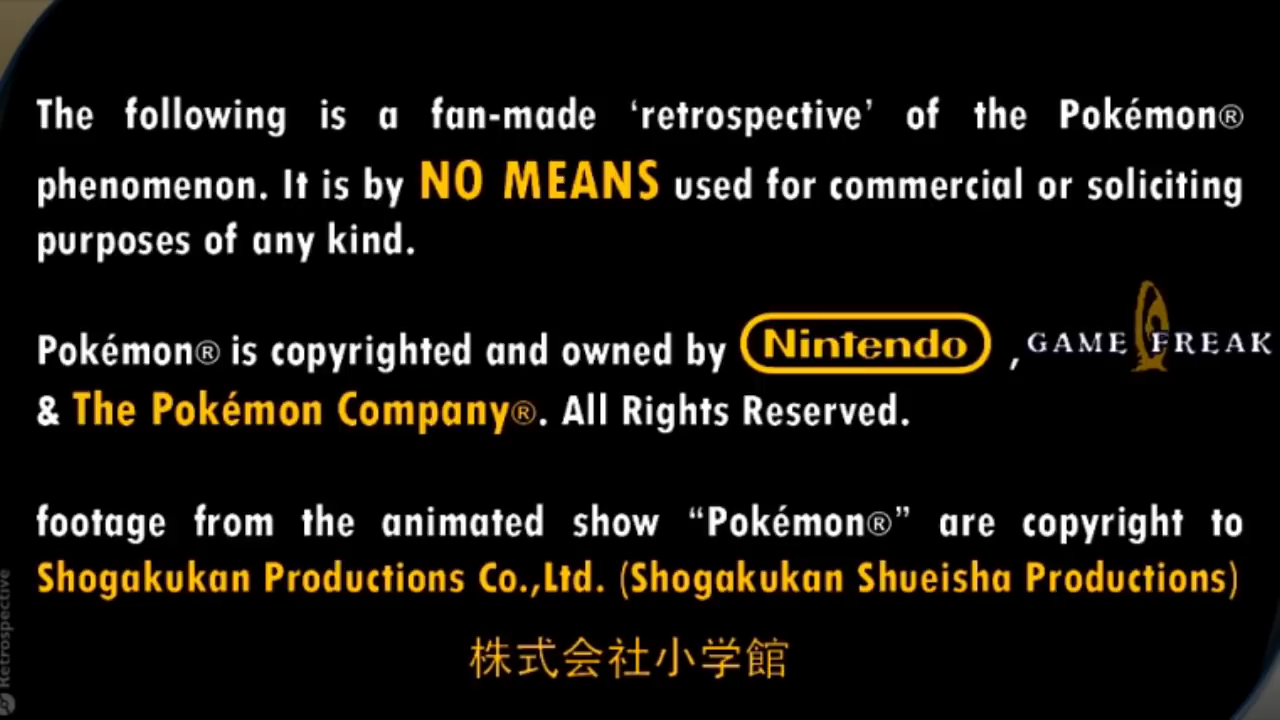 The following is a fan-made ‘retrospective’ of the Pokémon®
phenomenon. It is by NO MEANS used for commercial or soliciting
purposes of any kind.
Pokémon® is copyrighted and owned by Nintendo , GAME FREAK
& The Pokémon Company®. All Rights Reserved.
footage from the animated show “Pokémon®” are copyright to
Shogakukan Productions Co.,Ltd. (Shogakukan Shueisha Productions)
株式会社小学館
Retrospective